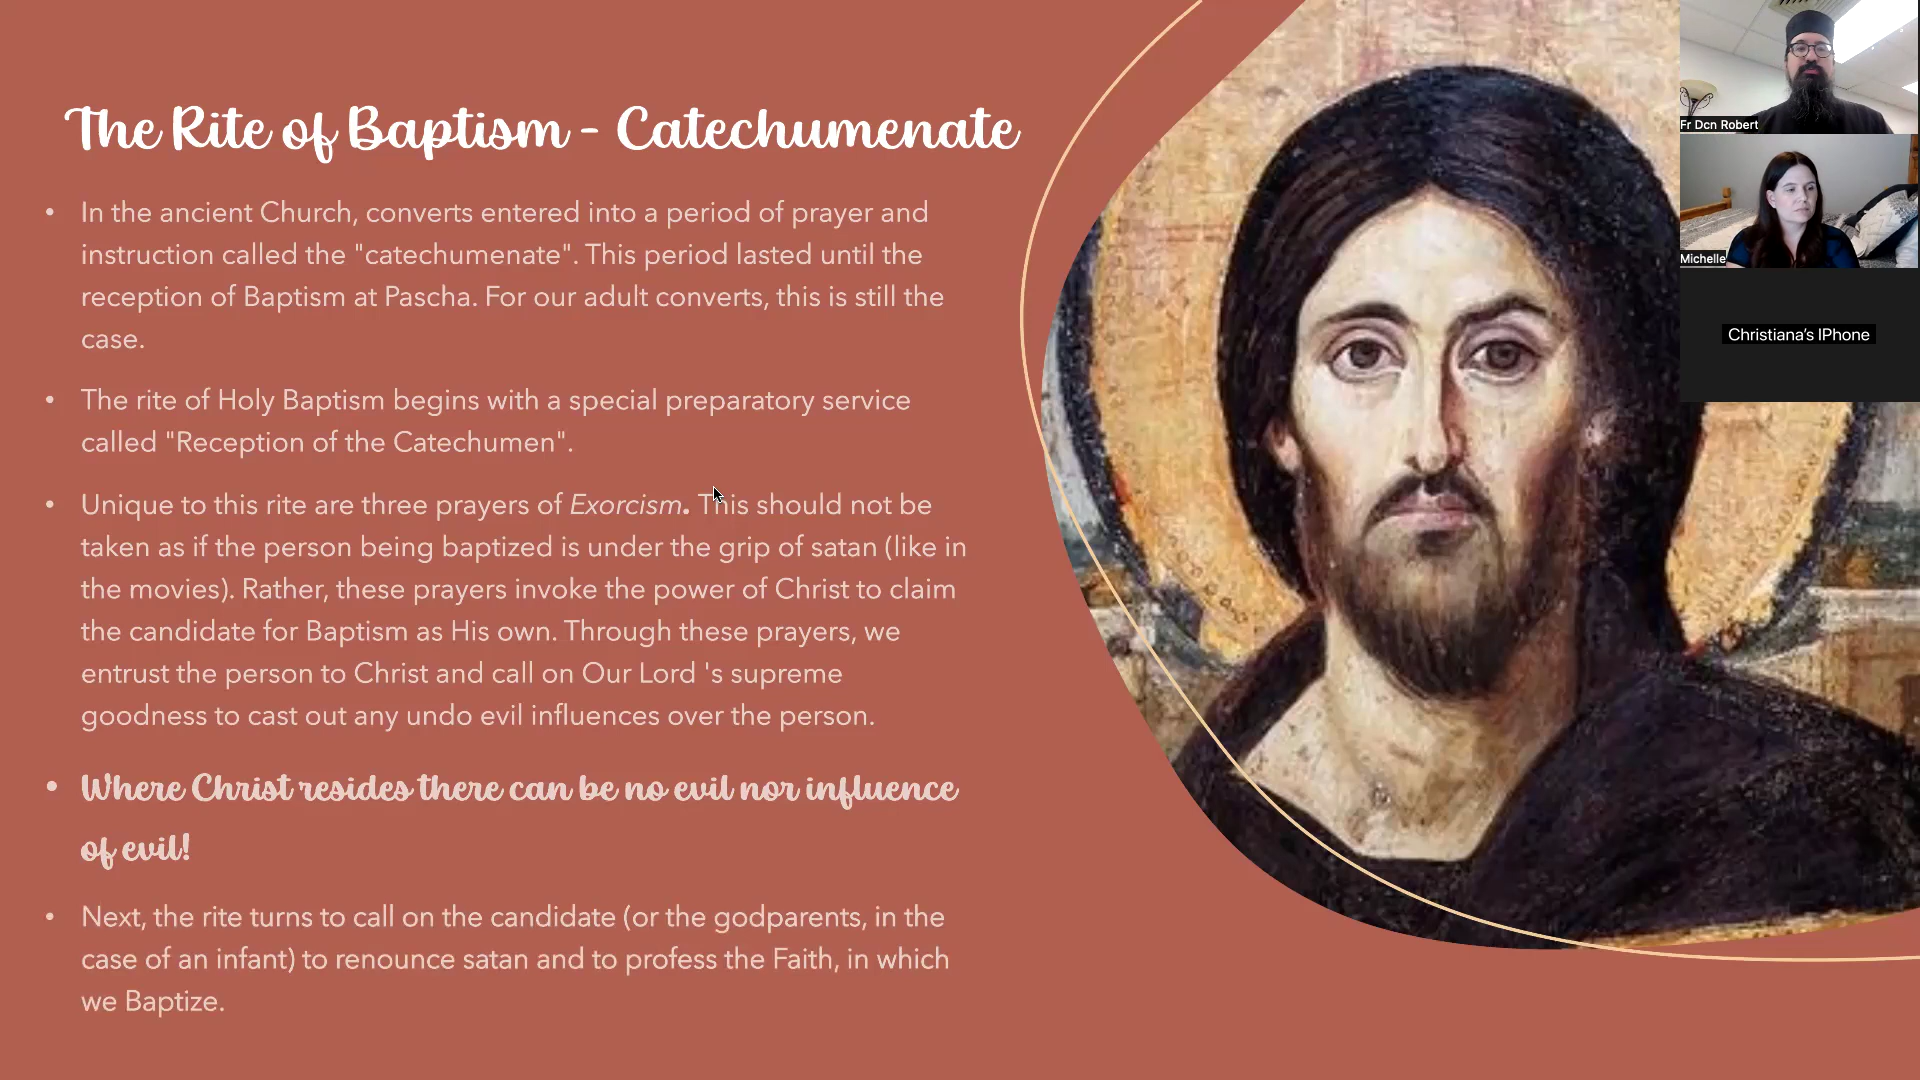 The Rite of Baptism - Catechumenate
• In the ancient Church, converts entered into a period of prayer and
instruction called the "catechumenate". This period lasted until the
reception of Baptism at Pascha. For our adult converts, this is still the
case.
• The rite of Holy Baptism begins with a special preparatory service
called "Reception of the Catechumen".
• Unique to this rite are three prayers of Exorcism. This should not be
taken as if the person being baptized is under the grip of satan (like in
the movies). Rather, these prayers invoke the power of Christ to claim
the candidate for Baptism as His own. Through these prayers, we
entrust the person to Christ and call on Our Lord 's supreme
goodness to cast out any undo evil influences over the person.
• Where Christ resides there can be no evil nor influence
of evil!
• Next, the rite turns to call on the candidate (or the godparents, in the
case of an infant) to renounce satan and to profess the Faith, in which
we Baptize.
Fr Dcn Robert
Michelle
Christiana's IPhone